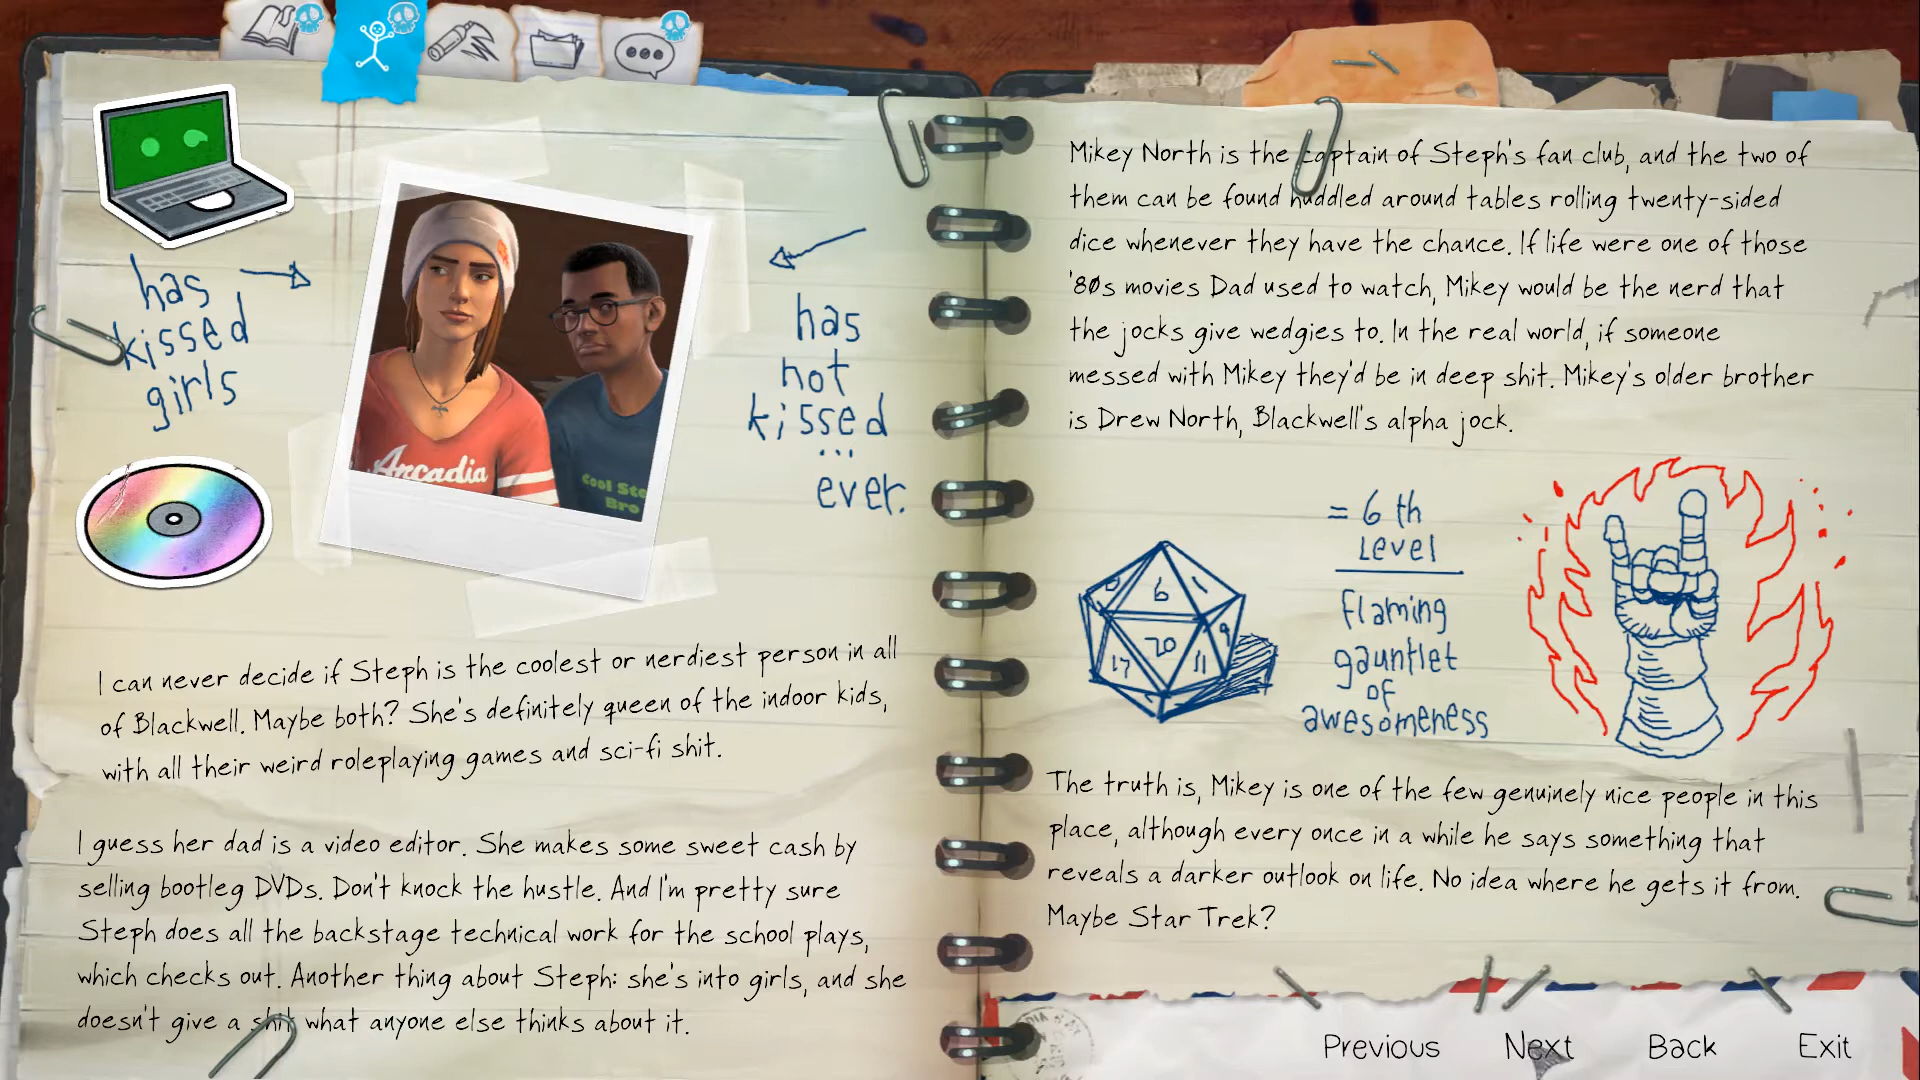 has
kissed
girls
has
not
kissed
...
ever.
Arcadia
Cool Sto
Bro
I can never decide if Steph is the coolest or nerdiest person in all
of Blackwell. Maybe both? She's definitely queen of the indoor kids,
with all their weird roleplaying games and sci-fi shit.
I guess her dad is a video editor. She makes some sweet cash by
selling bootleg DVDs. Don't knock the hustle. And I'm pretty sure
Steph does all the backstage technical work for the school plays,
which checks out. Another thing about Steph: she's into girls, and she
doesn't give a shit what anyone else thinks about it.
Mikey North is the captain of Steph's fan club, and the two of
them can be found huddled around tables rolling twenty-sided
dice whenever they have the chance. If life were one of those
'80s movies Dad used to watch, Mikey would be the nerd that
the jocks give wedgies to. In the real world, if someone
messed with Mikey they'd be in deep shit. Mikey's older brother
is Drew North, Blackwell's alpha jock.
6
1
20
9
17
11
= 6 th
Level
Flaming
gauntlet
of
awesomeness
The truth is, Mikey is one of the few genuinely nice people in this
place, although every once in a while he says something that
reveals a darker outlook on life. No idea where he gets it from.
Maybe Star Trek?
Previous Next Back Exit